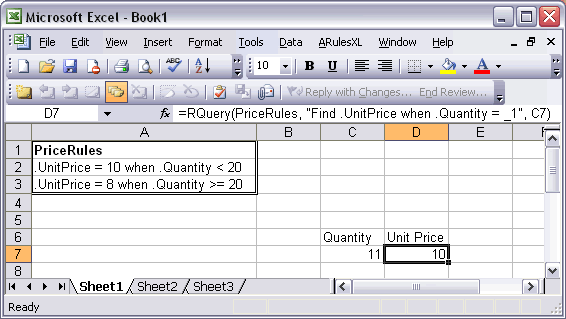 Microsoft Excel - Book1
File Edit View Insert Format Tools Data ARulesXL Window Help
10 B U A
Reply with Changes... End Review...
D7 fx =RQuery(PriceRules, "Find .UnitPrice when .Quantity = _1", C7)
A B C D E F
1 PriceRules
2 .UnitPrice = 10 when .Quantity < 20
3 .UnitPrice = 8 when .Quantity >= 20
4
5
6 Quantity Unit Price
7 11 10
8
Sheet1 Sheet2 Sheet3
Ready